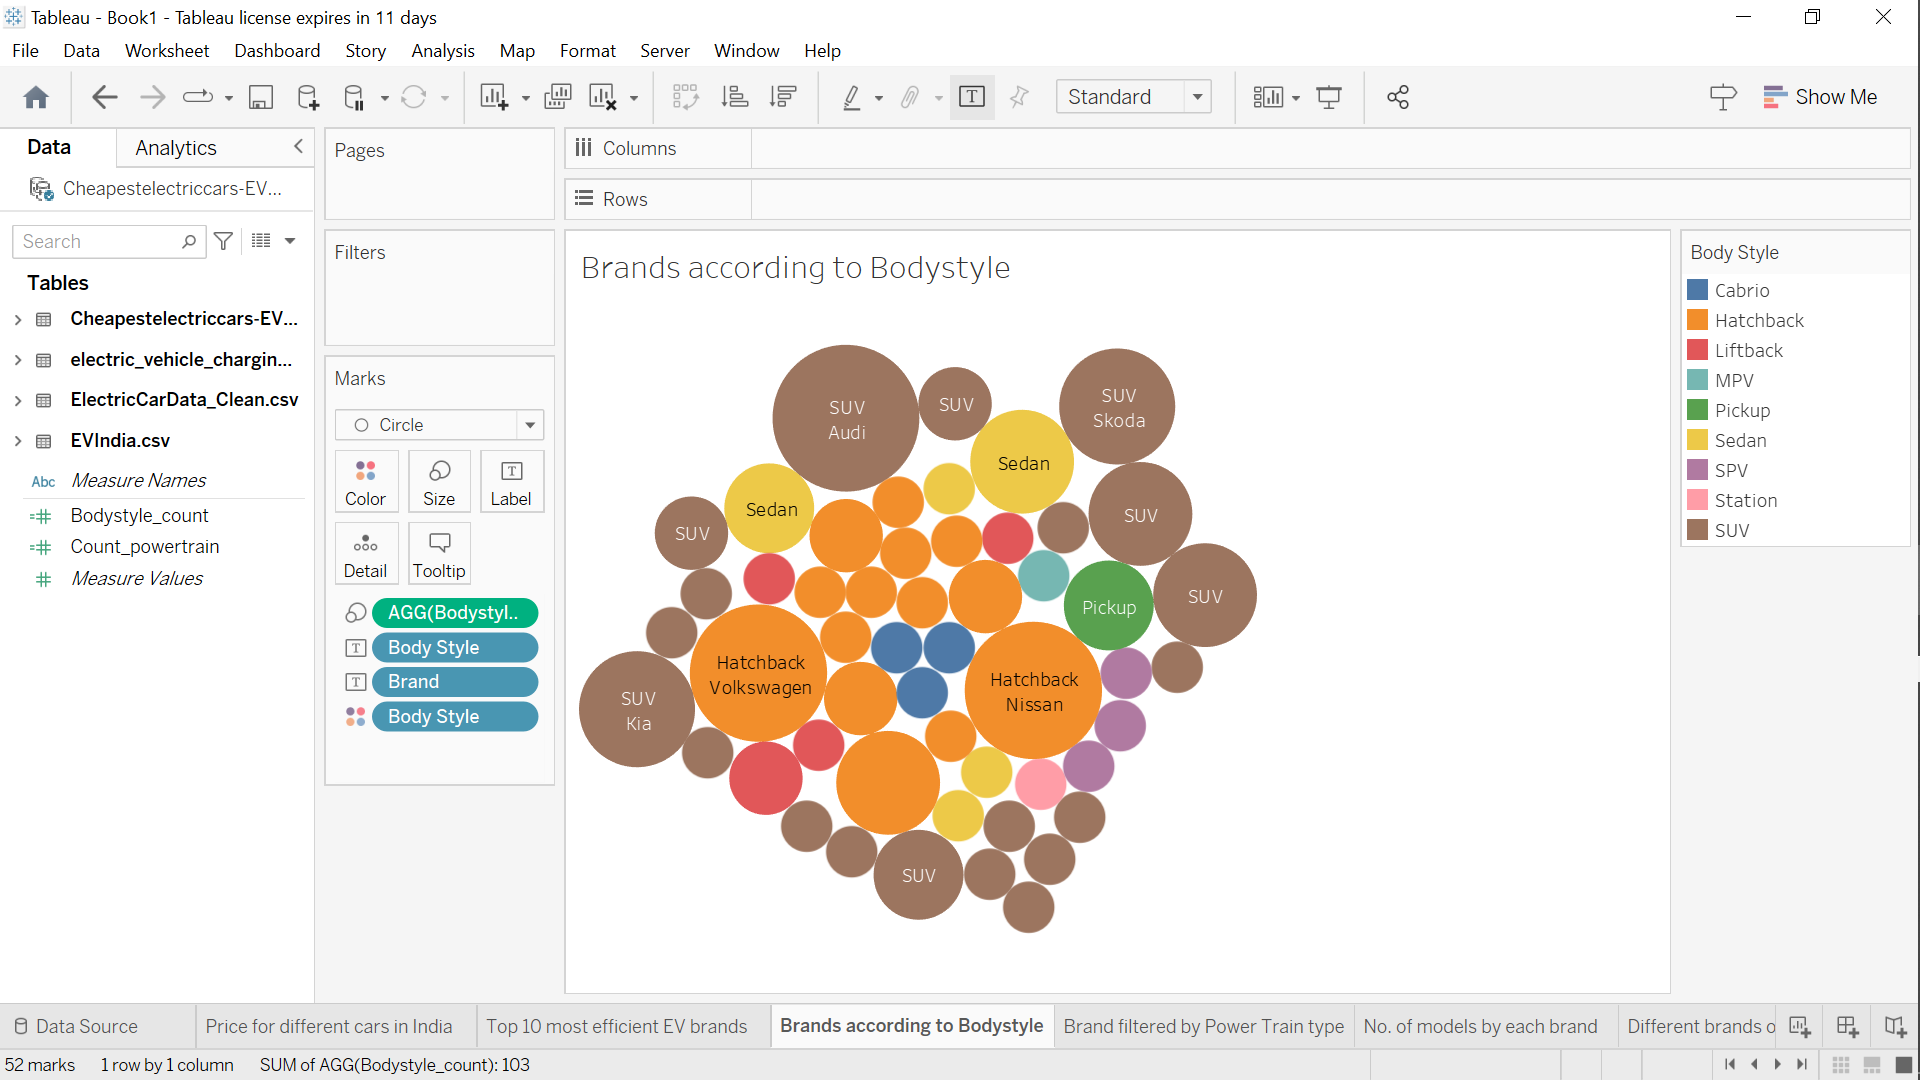 Tableau - Book1 - Tableau license expires in 11 days
File Data Worksheet Dashboard Story Analysis Map Format Server Window Help
Standard
Show Me
Data Analytics
Cheapestelectriccars-EV...
Search
Tables
Cheapestelectriccars-EV...
electric_vehicle_chargin...
ElectricCarData_Clean.csv
EVIndia.csv
Abc Measure Names
Bodystyle_count
Count_powertrain
Measure Values
Pages
Filters
Marks
Circle
Color Size T Label
Detail Tooltip
AGG(Bodystyl..
T Body Style
T Brand
Body Style
Columns
Rows
Brands according to Bodystyle
SUV
Audi
SUV
SUV
Skoda
Sedan
Sedan
SUV
SUV
SUV
Pickup
Hatchback
Volkswagen
Hatchback
Nissan
SUV
Kia
SUV
Body Style
Cabrio
Hatchback
Liftback
MPV
Pickup
Sedan
SPV
Station
SUV
Data Source Price for different cars in India Top 10 most efficient EV brands Brands according to Bodystyle Brand filtered by Power Train type No. of models by each brand Different brands o
52 marks 1 row by 1 column SUM of AGG(Bodystyle_count): 103